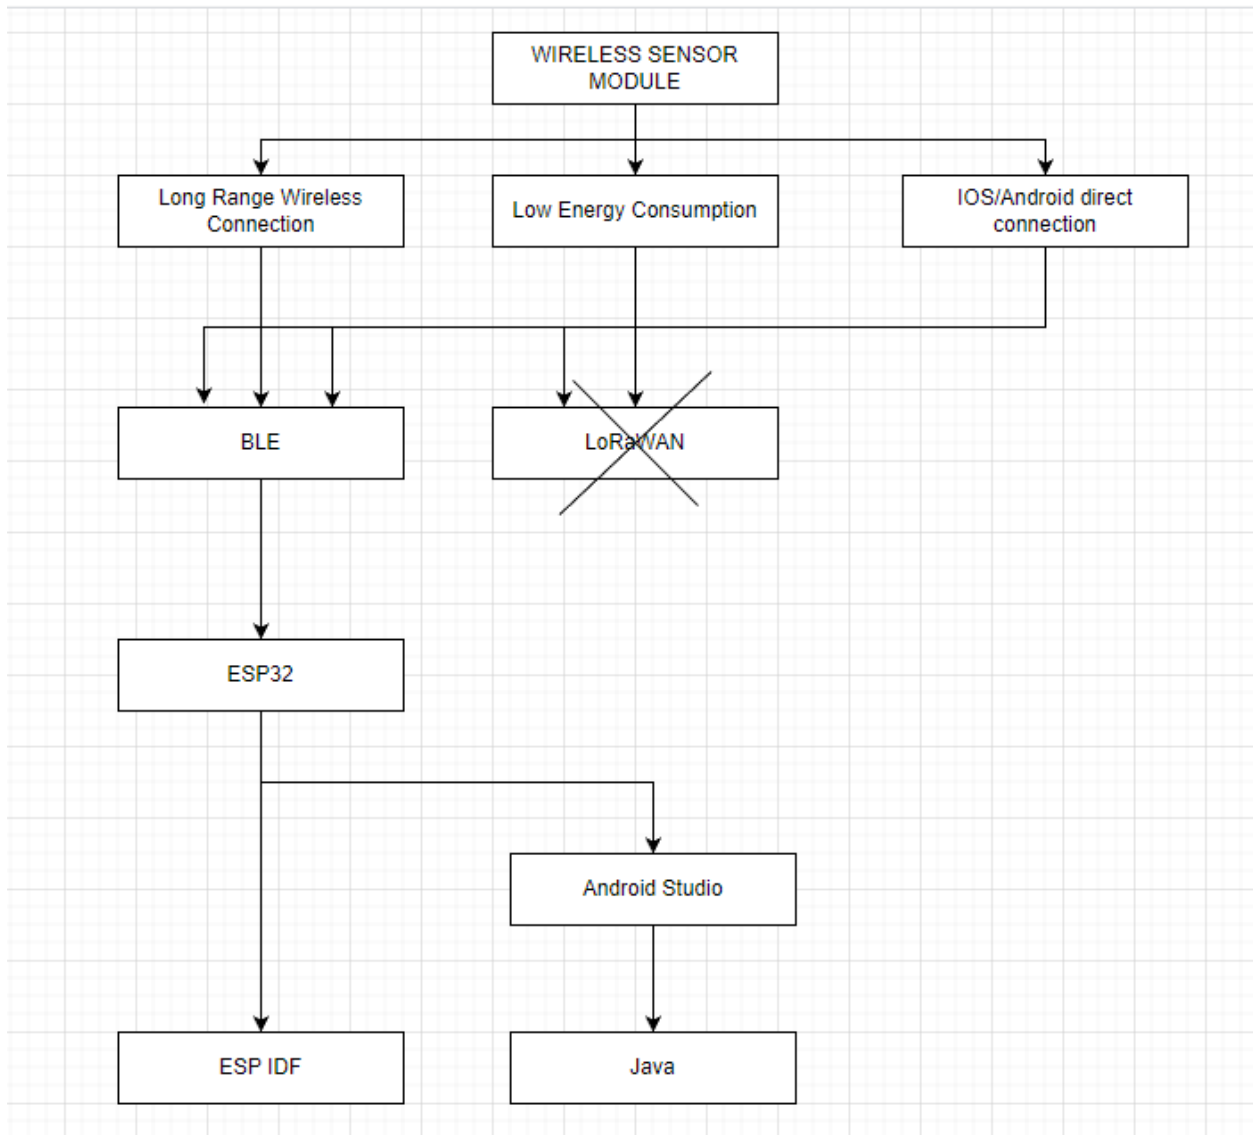 WIRELESS SENSOR
MODULE
Long Range Wireless
Connection
Low Energy Consumption
IOS/Android direct
connection
BLE
LoRaWAN
ESP32
Android Studio
ESP IDF
Java